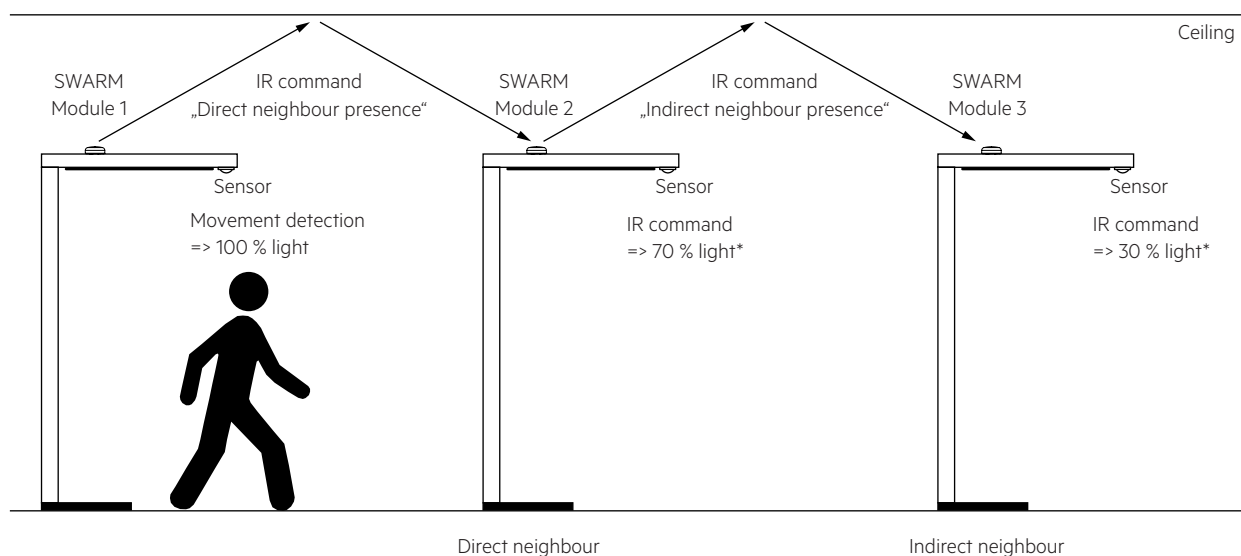 Ceiling
SWARM
Module 1
IR command
„Direct neighbour presence“
SWARM
Module 2
IR command
„Indirect neighbour presence“
SWARM
Module 3
Sensor
Movement detection
=> 100 % light
Sensor
IR command
=> 70 % light*
Sensor
IR command
=> 30 % light*
Direct neighbour
Indirect neighbour